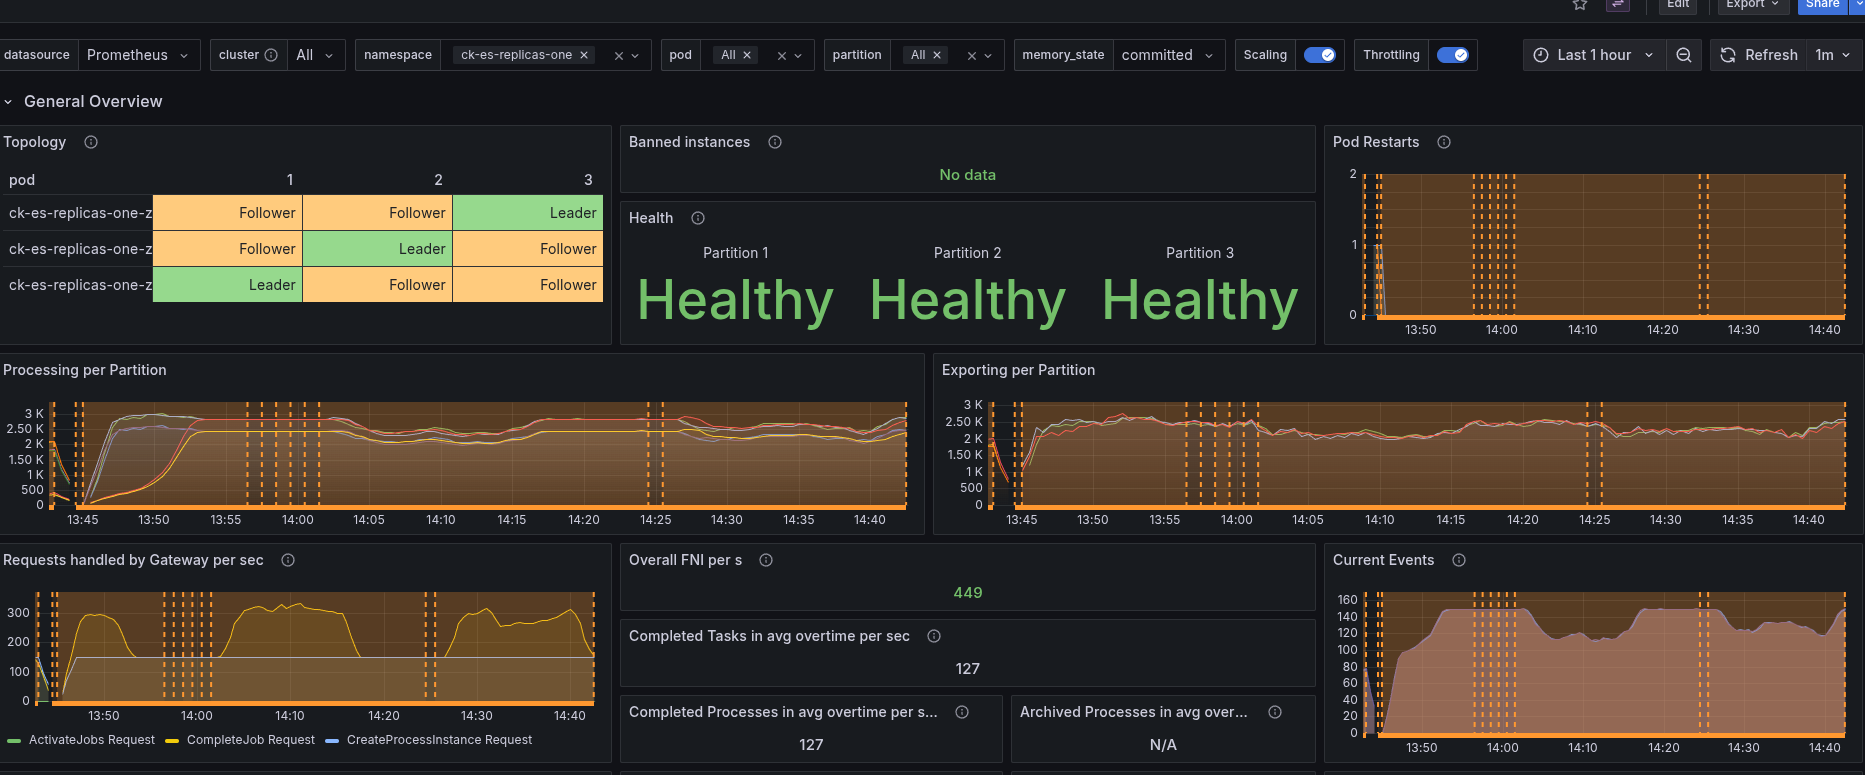 Edit Export Share
datasource Prometheus cluster All namespace ck-es-replicas-one pod All partition All memory_state committed Scaling Throttling Last 1 hour Refresh 1m
General Overview
Topology
pod 1 2 3
ck-es-replicas-one-z Follower Follower Leader
ck-es-replicas-one-z Follower Leader Follower
ck-es-replicas-one-z Leader Follower Follower
Banned instances
No data
Health
Partition 1 Partition 2 Partition 3
Healthy Healthy Healthy
Pod Restarts
2
1
0
13:50 14:00 14:10 14:20 14:30 14:40
Processing per Partition
3 K
2.50 K
2 K
1.50 K
1 K
500
0
13:45 13:50 13:55 14:00 14:05 14:10 14:15 14:20 14:25 14:30 14:35 14:40
Exporting per Partition
3 K
2.50 K
2 K
1.50 K
1 K
500
0
13:45 13:50 13:55 14:00 14:05 14:10 14:15 14:20 14:25 14:30 14:35 14:40
Requests handled by Gateway per sec
300
200
100
0
13:50 14:00 14:10 14:20 14:30 14:40
ActivateJobs Request CompleteJob Request CreateProcessInstance Request
Overall FNI per s
449
Completed Tasks in avg overtime per sec
127
Completed Processes in avg overtime per s...
127
Archived Processes in avg over...
N/A
Current Events
160
140
120
100
80
60
40
20
0
13:50 14:00 14:10 14:20 14:30 14:40